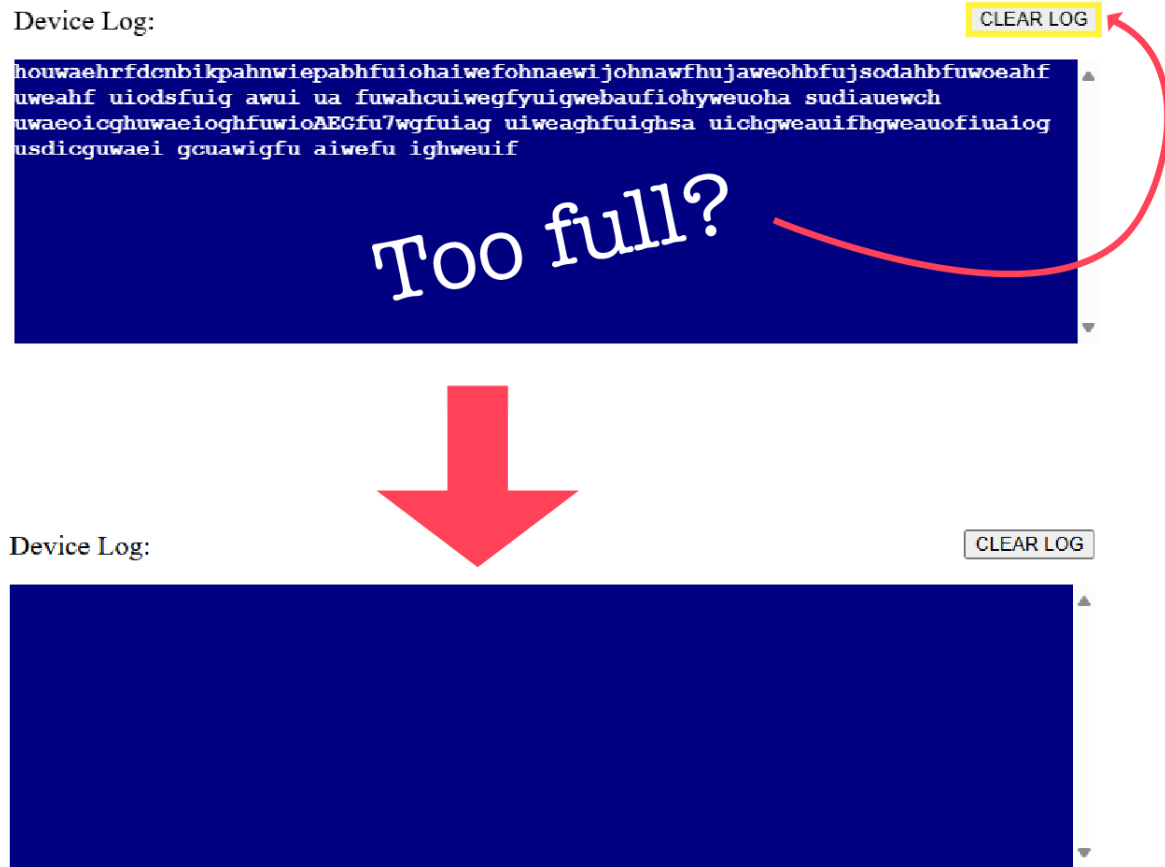 Device Log:
CLEAR LOG
houwaehrfdcnbikpahnwiepabhfuiohaiwefohnaewijohnawfhujaweohbfujsodahbfuwoeahf
uweahf uiodsfuig awui ua fuwahcuiwegfyuigwebaufiohyweuoha sudiauewch
uwaeoicghuwaeioghfuwioAEGfu7wgfuiag uiweaghfuighsa uichgweauifhgweauofiuaiog
usdicguwaei gcuawigfu aiwefu ighweuif
Too full?
Device Log:
CLEAR LOG